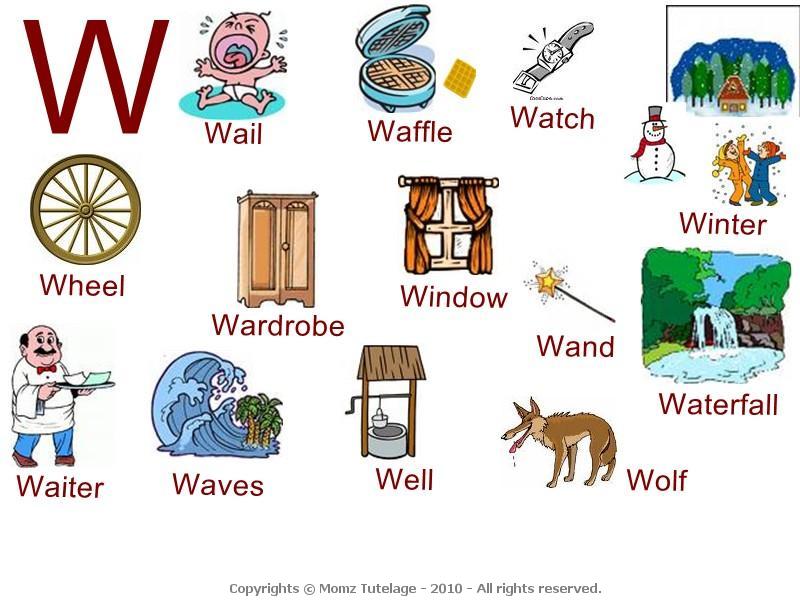 W
Wail
Waffle
Watch
Winter
Wheel
Wardrobe
Window
Wand
Waterfall
Waiter
Waves
Well
Wolf
Copyrights © Momz Tutelage - 2010 - All rights reserved.